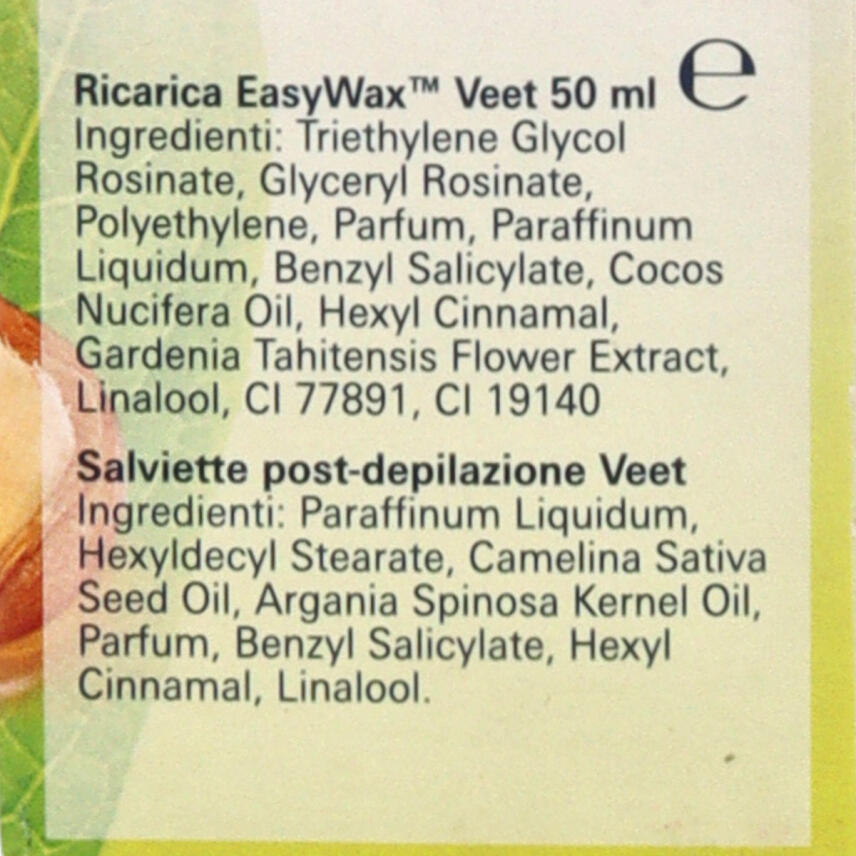 Ricarica EasyWax™ Veet 50 ml ℮
Ingredienti: Triethylene Glycol
Rosinate, Glyceryl Rosinate,
Polyethylene, Parfum, Paraffinum
Liquidum, Benzyl Salicylate, Cocos
Nucifera Oil, Hexyl Cinnamal,
Gardenia Tahitensis Flower Extract,
Linalool, CI 77891, CI 19140
Salviette post-depilazione Veet
Ingredienti: Paraffinum Liquidum,
Hexyldecyl Stearate, Camelina Sativa
Seed Oil, Argania Spinosa Kernel Oil,
Parfum, Benzyl Salicylate, Hexyl
Cinnamal, Linalool.